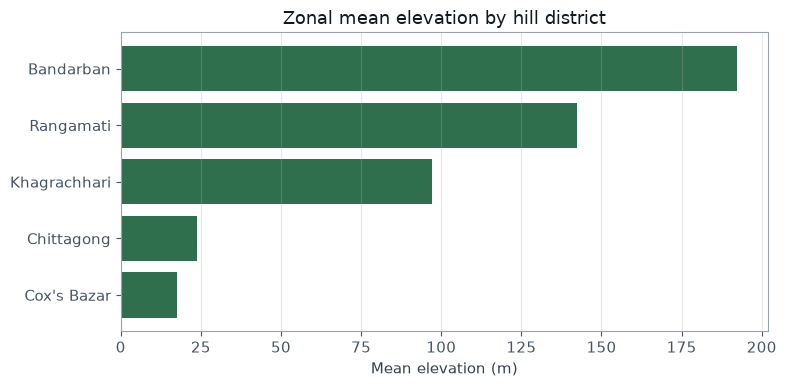 Zonal mean elevation by hill district
Bandarban
Rangamati
Khagrachhari
Chittagong
Cox's Bazar
0 25 50 75 100 125 150 175 200
Mean elevation (m)